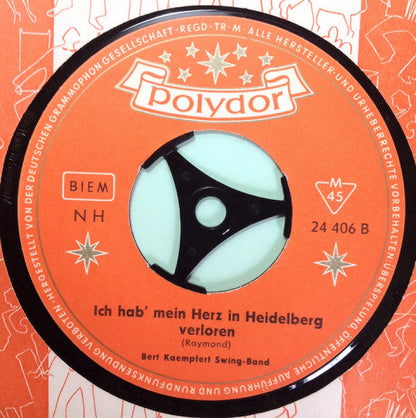 polydor
BIEM
NH
M
45
24 406 B
Ich hab' mein Herz in Heidelberg
verloren
(Raymond)
Bert Kaempfert Swing-Band
HERGESTELLT VON DER DEUTSCHEN GRAMMOPHON GESELLSCHAFT · REGD · TR · M · ALLE HERSTELLER- UND URHEBERRECHTE VORBEHALTEN · ÜBERSPIELUNG ÖFFENTLICHE AUFFÜHRUNG UND RUNDFUNKSENDUNG VERBOTEN ·